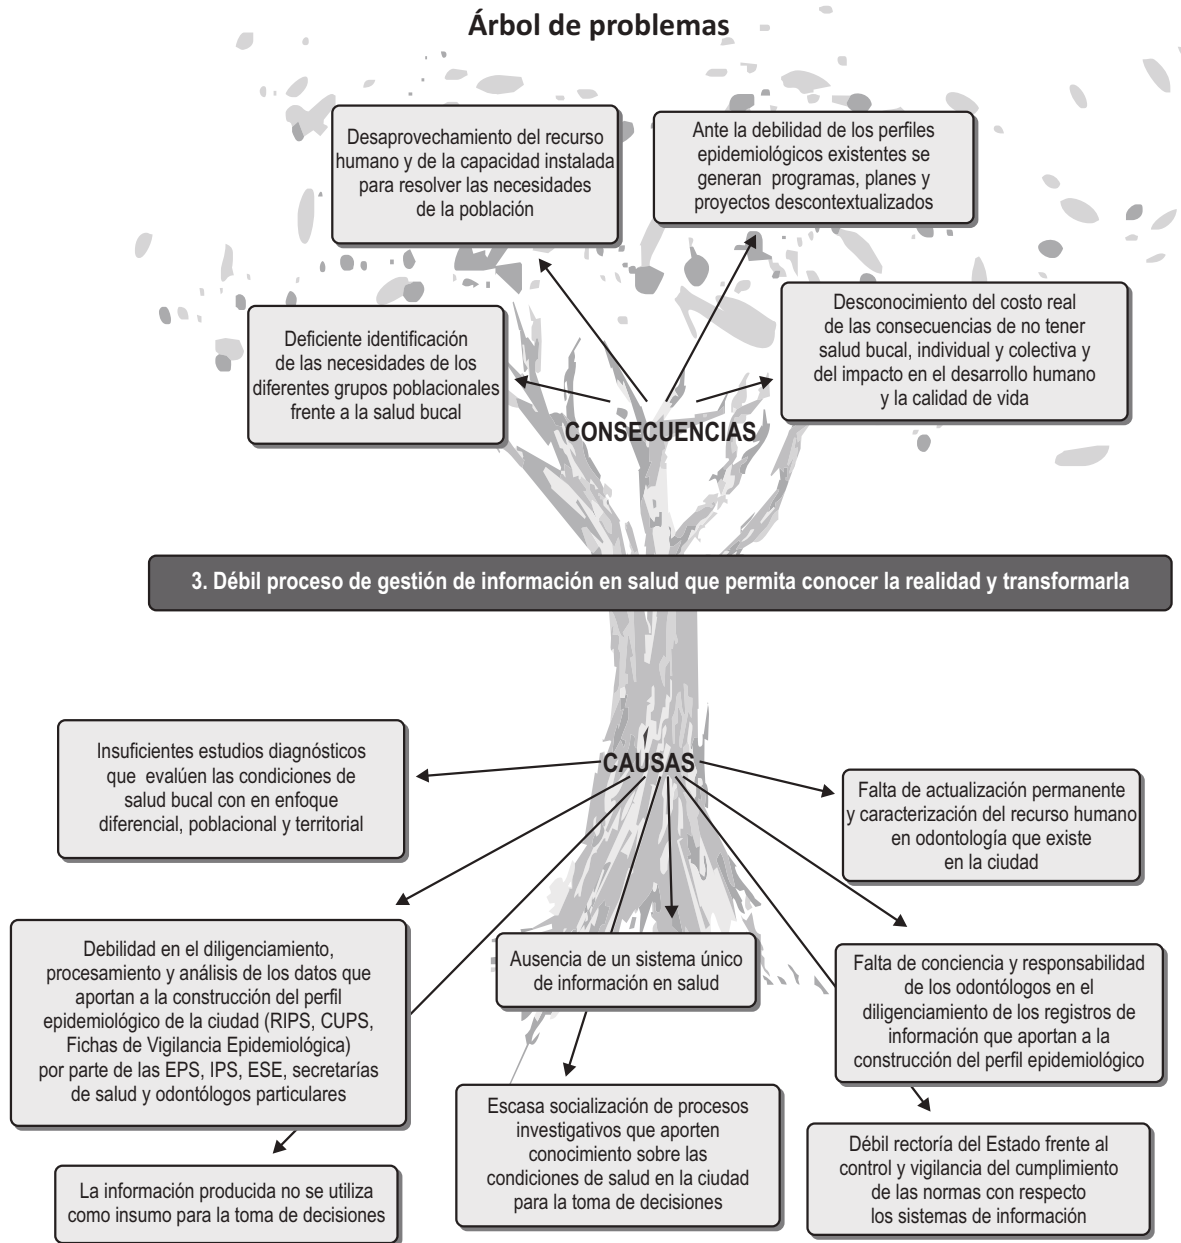 Árbol de problemas
Desaprovechamiento del recurso
humano y de la capacidad instalada
para resolver las necesidades
de la población
Ante la debilidad de los perfiles
epidemiológicos existentes se
generan programas, planes y
proyectos descontextualizados
Deficiente identificación
de las necesidades de los
diferentes grupos poblacionales
frente a la salud bucal
Desconocimiento del costo real
de las consecuencias de no tener
salud bucal, individual y colectiva y
del impacto en el desarrollo humano
y la calidad de vida
CONSECUENCIAS
3. Débil proceso de gestión de información en salud que permita conocer la realidad y transformarla
CAUSAS
Insuficientes estudios diagnósticos
que evalúen las condiciones de
salud bucal con en enfoque
diferencial, poblacional y territorial
Falta de actualización permanente
y caracterización del recurso humano
en odontología que existe
en la ciudad
Debilidad en el diligenciamiento,
procesamiento y análisis de los datos que
aportan a la construcción del perfil
epidemiológico de la ciudad (RIPS, CUPS,
Fichas de Vigilancia Epidemiológica)
por parte de las EPS, IPS, ESE, secretarías
de salud y odontólogos particulares
Ausencia de un sistema único
de información en salud
Falta de conciencia y responsabilidad
de los odontólogos en el
diligenciamiento de los registros de
información que aportan a la
construcción del perfil epidemiológico
La información producida no se utiliza
como insumo para la toma de decisiones
Escasa socialización de procesos
investigativos que aporten
conocimiento sobre las
condiciones de salud en la ciudad
para la toma de decisiones
Débil rectoría del Estado frente al
control y vigilancia del cumplimiento
de las normas con respecto
los sistemas de información